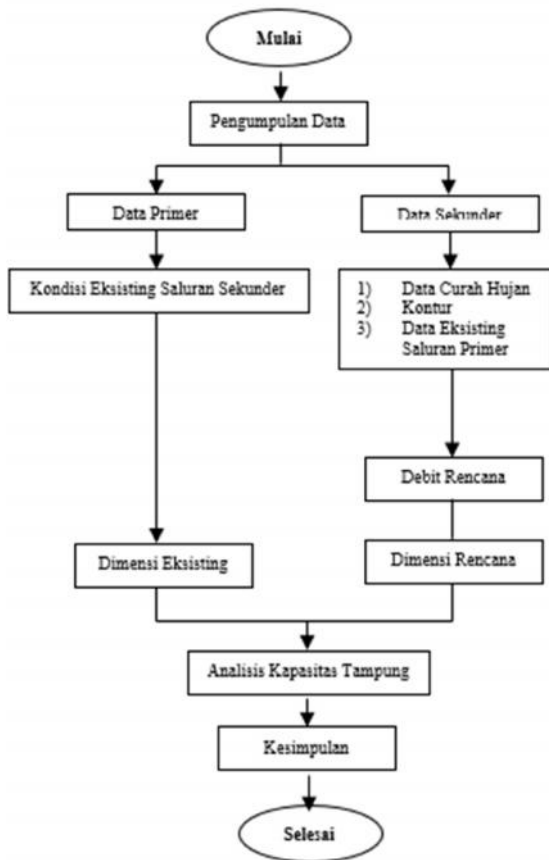 Mulai
Pengumpulan Data
Data Primer
Data Sekunder
Kondisi Eksisting Saluran Sekunder
1) Data Curah Hujan
2) Kontur
3) Data Eksisting
Saluran Primer
Debit Rencana
Dimensi Eksisting
Dimensi Rencana
Analisis Kapasitas Tampung
Kesimpulan
Selesai